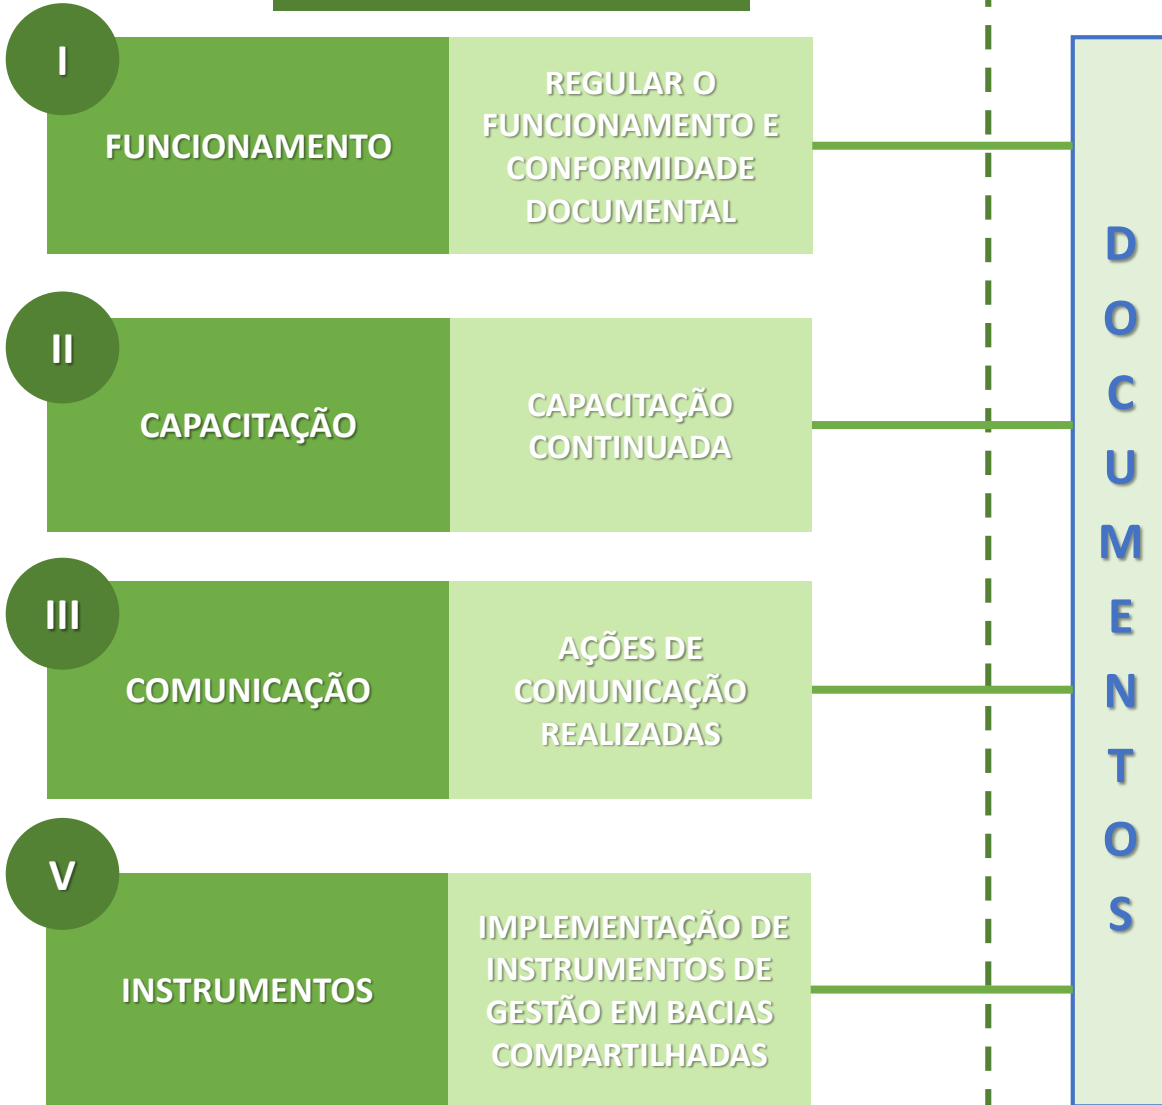 I
FUNCIONAMENTO
REGULAR O
FUNCIONAMENTO E
CONFORMIDADE
DOCUMENTAL
II
CAPACITAÇÃO
CAPACITAÇÃO
CONTINUADA
III
COMUNICAÇÃO
AÇÕES DE
COMUNICAÇÃO
REALIZADAS
V
INSTRUMENTOS
IMPLEMENTAÇÃO DE
INSTRUMENTOS DE
GESTÃO EM BACIAS
COMPARTILHADAS
D
O
C
U
M
E
N
T
O
S